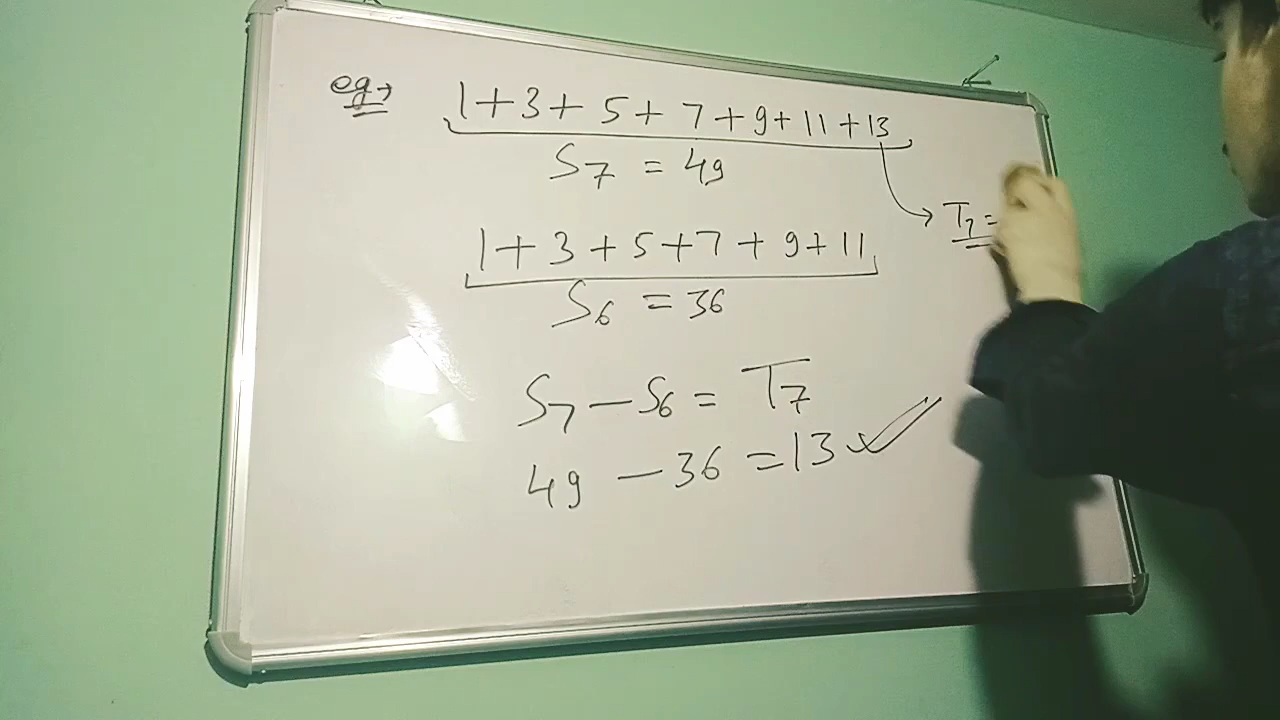 eg→ 1+3+5+7+9+11+13
S7 = 49
T7 =
1+3+5+7+9+11
S6 = 36
S7 − S6 = T7
49 − 36 = 13 ✓